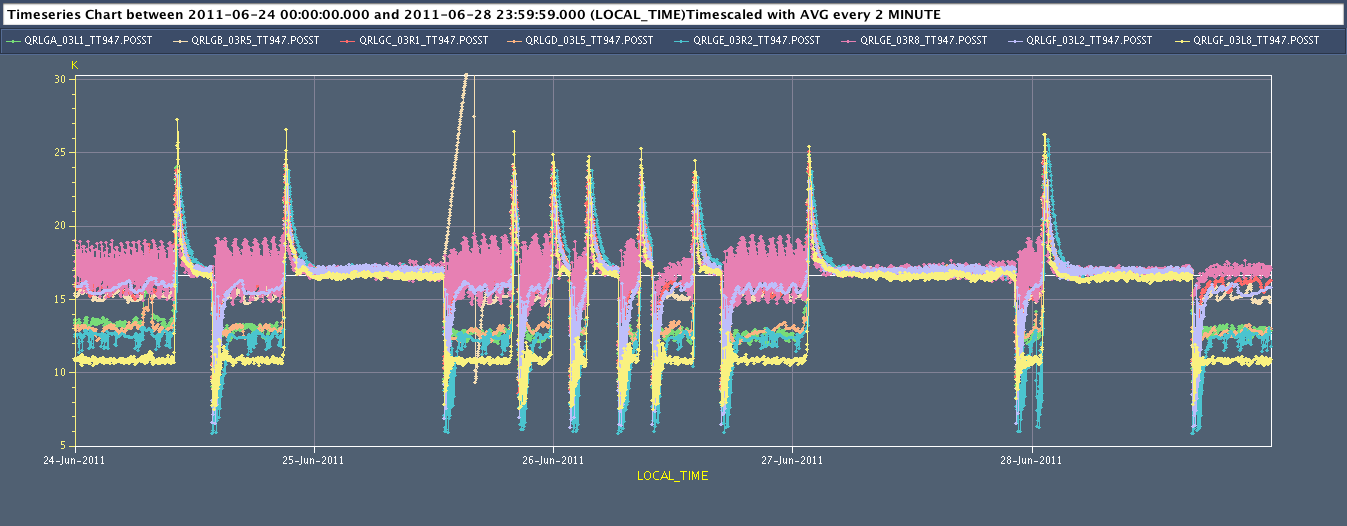 Timeseries Chart between 2011-06-24 00:00:00.000 and 2011-06-28 23:59:59.000 (LOCAL_TIME)Timescaled with AVG every 2 MINUTE
QRLGA_03L1_TT947.POSST QRLGB_03R5_TT947.POSST QRLGC_03R1_TT947.POSST QRLGD_03L5_TT947.POSST QRLGE_03R2_TT947.POSST QRLGE_03R8_TT947.POSST QRLGF_03L2_TT947.POSST QRLGF_03L8_TT947.POSST
K
30
25
20
15
10
5
24-Jun-2011 25-Jun-2011 26-Jun-2011 27-Jun-2011 28-Jun-2011
LOCAL_TIME